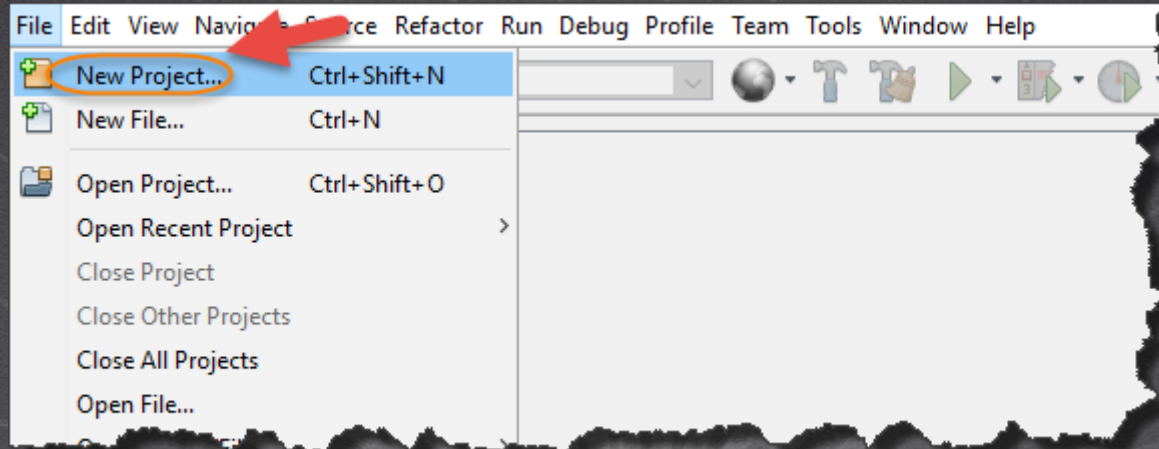 File Edit View Refactor Run Debug Profile Team Tools Window Help
New Project... Ctrl+Shift+N
New File... Ctrl+N
Open Project... Ctrl+Shift+O
Open Recent Project
Close Project
Close Other Projects
Close All Projects
Open File...